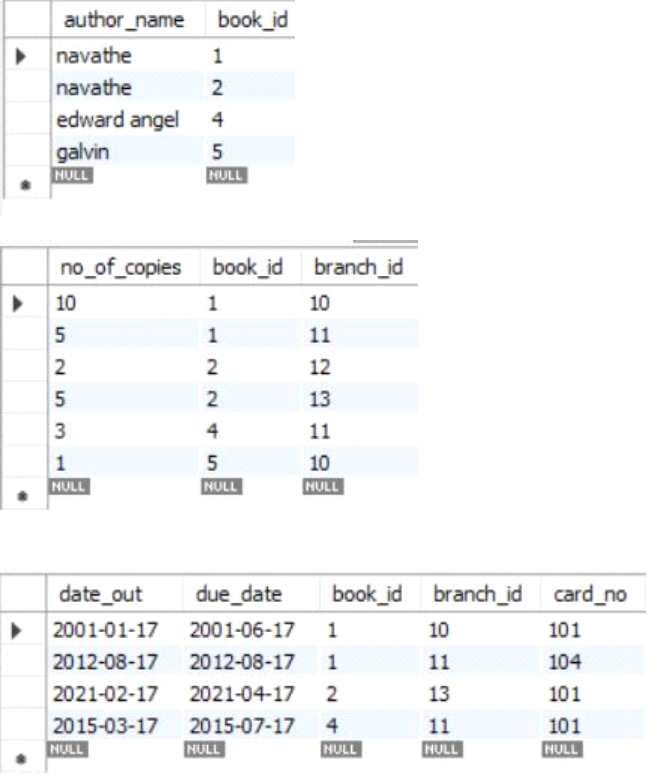 author_name book_id
navathe 1
navathe 2
edward angel 4
galvin 5
NULL NULL
no_of_copies book_id branch_id
10 1 10
5 1 11
2 2 12
5 2 13
3 4 11
1 5 10
NULL NULL NULL
date_out due_date book_id branch_id card_no
2001-01-17 2001-06-17 1 10 101
2012-08-17 2012-08-17 1 11 104
2021-02-17 2021-04-17 2 13 101
2015-03-17 2015-07-17 4 11 101
NULL NULL NULL NULL NULL